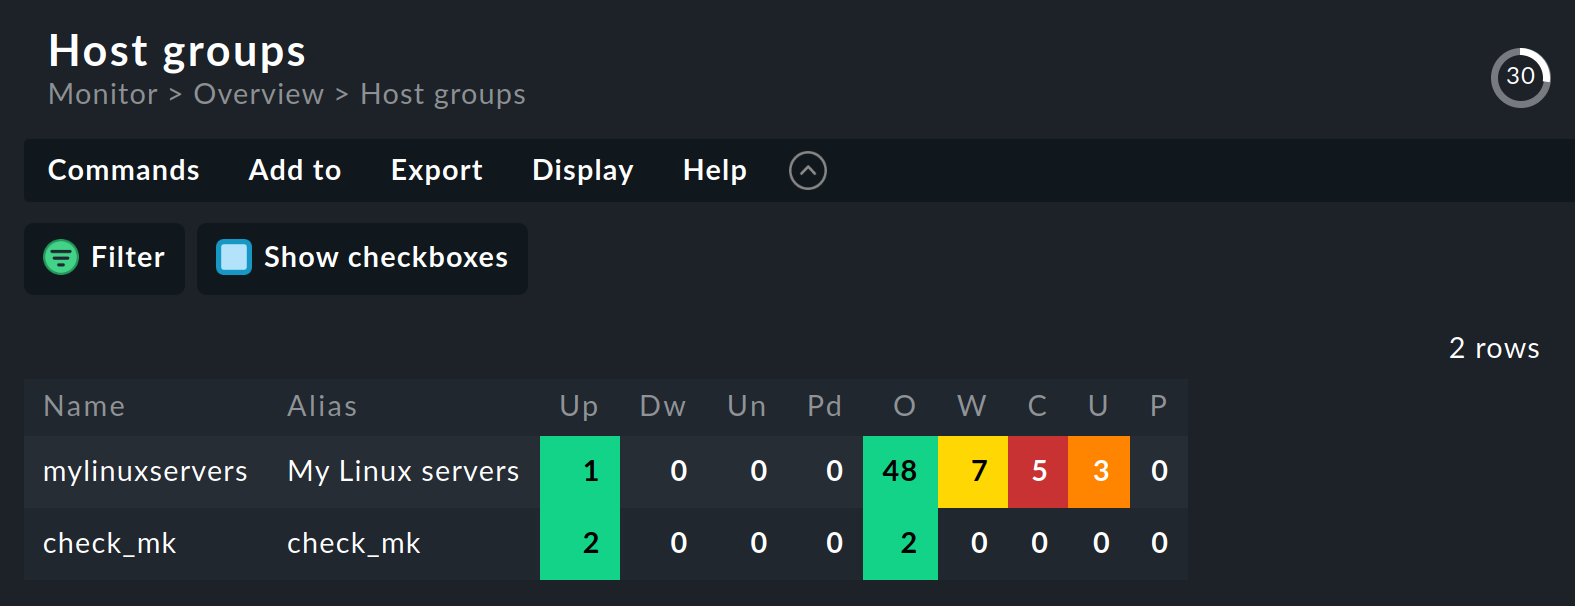 Host groups
Monitor > Overview > Host groups
30
Commands Add to Export Display Help
Filter Show checkboxes
2 rows
Name Alias Up Dw Un Pd O W C U P
mylinuxservers My Linux servers 1 0 0 0 48 7 5 3 0
check_mk check_mk 2 0 0 0 2 0 0 0 0